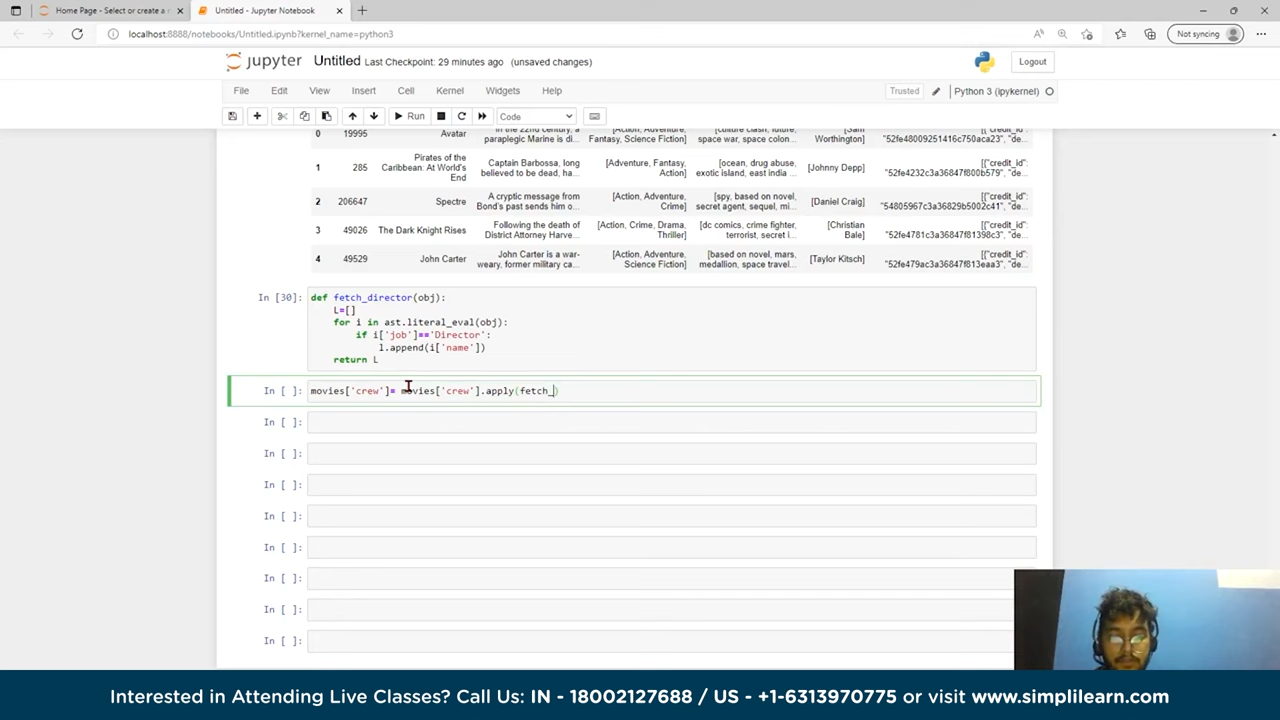 Home Page - Select or create a n
Untitled - Jupyter Notebook
localhost:8888/notebooks/Untitled.ipynb?kernel_name=python3
Not syncing
jupyter Untitled Last Checkpoint: 29 minutes ago (unsaved changes)
Logout
File Edit View Insert Cell Kernel Widgets Help
Trusted Python 3 (ipykernel)
Run Code
0 19995 Avatar In the 22nd century, a paraplegic Marine is di... [Action, Adventure, Fantasy, Science Fiction] [culture clash, future, space war, space colon... [Sam Worthington] [{"credit_id": "52fe48009251416c750aca23", "de...
1 285 Pirates of the Caribbean: At World's End Captain Barbossa, long believed to be dead, ha... [Adventure, Fantasy, Action] [ocean, drug abuse, exotic island, east india ... [Johnny Depp] [{"credit_id": "52fe4232c3a36847f800b579", "de...
2 206647 Spectre A cryptic message from Bond's past sends him o... [Action, Adventure, Crime] [spy, based on novel, secret agent, sequel, mi... [Daniel Craig] [{"credit_id": "54805967c3a36829b5002c41", "de...
3 49026 The Dark Knight Rises Following the death of District Attorney Harve... [Action, Crime, Drama, Thriller] [dc comics, crime fighter, terrorist, secret i... [Christian Bale] [{"credit_id": "52fe4781c3a36847f81398c3", "de...
4 49529 John Carter John Carter is a war-weary, former military ca... [Action, Adventure, Science Fiction] [based on novel, mars, medallion, space travel... [Taylor Kitsch] [{"credit_id": "52fe479ac3a36847f813eaa3", "de...
In [30]: def fetch_director(obj):
L=[]
for i in ast.literal_eval(obj):
if i['job']=='Director':
l.append(i['name'])
return L
In [ ]: movies['crew']= movies['crew'].apply(fetch_)
In [ ]:
In [ ]:
In [ ]:
In [ ]:
In [ ]:
In [ ]:
In [ ]:
In [ ]:
Interested in Attending Live Classes? Call Us: IN - 18002127688 / US - +1-6313970775 or visit www.simplilearn.com